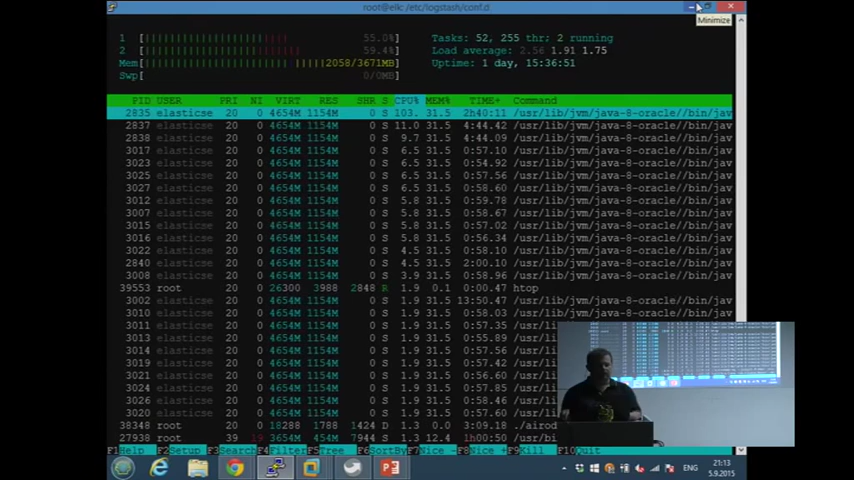 root@elk: /etc/logstash/conf.d
Minimize
1 [|||||||||||||||||||||||||||| 55.0%] Tasks: 52, 255 thr; 2 running
2 [|||||||||||||||||||||||||||||| 59.4%] Load average: 2.56 1.91 1.75
Mem[|||||||||||||||||||||||||||||||||2058/3671MB] Uptime: 1 day, 15:36:51
Swp[ 0/0MB]
PID USER PRI NI VIRT RES SHR S CPU% MEM% TIME+ Command
2835 elasticse 20 0 4654M 1154M 0 S 103. 31.5 2h40:11 /usr/lib/jvm/java-8-oracle//bin/jav
2837 elasticse 20 0 4654M 1154M 0 S 11.0 31.5 4:44.42 /usr/lib/jvm/java-8-oracle//bin/jav
2838 elasticse 20 0 4654M 1154M 0 S 9.7 31.5 4:44.09 /usr/lib/jvm/java-8-oracle//bin/jav
3017 elasticse 20 0 4654M 1154M 0 S 6.5 31.5 0:57.10 /usr/lib/jvm/java-8-oracle//bin/jav
3023 elasticse 20 0 4654M 1154M 0 S 6.5 31.5 0:54.92 /usr/lib/jvm/java-8-oracle//bin/jav
3025 elasticse 20 0 4654M 1154M 0 S 6.5 31.5 0:57.26 /usr/lib/jvm/java-8-oracle//bin/jav
3027 elasticse 20 0 4654M 1154M 0 S 6.5 31.5 0:58.60 /usr/lib/jvm/java-8-oracle//bin/jav
3012 elasticse 20 0 4654M 1154M 0 S 5.8 31.5 0:59.78 /usr/lib/jvm/java-8-oracle//bin/jav
3007 elasticse 20 0 4654M 1154M 0 S 5.8 31.5 0:58.67 /usr/lib/jvm/java-8-oracle//bin/jav
3015 elasticse 20 0 4654M 1154M 0 S 5.8 31.5 0:57.02 /usr/lib/jvm/java-8-oracle//bin/jav
3016 elasticse 20 0 4654M 1154M 0 S 5.8 31.5 0:56.34 /usr/lib/jvm/java-8-oracle//bin/jav
3022 elasticse 20 0 4654M 1154M 0 S 4.5 31.5 0:58.10 /usr/lib/jvm/java-8-oracle//bin/jav
2840 elasticse 20 0 4654M 1154M 0 S 2.0 31.5 0:00.00 /usr/lib/jvm/java-8-oracle//bin/jav
3008 elasticse 20 0 4654M 1154M 0 S 3.9 31.5 0:58.96 /usr/lib/jvm/java-8-oracle//bin/jav
39553 root 20 0 26300 3988 2848 R 1.9 0.1 0:00.47 htop
3002 elasticse 20 0 4654M 1154M 0 S 1.9 31.5 13:50.47 /usr/lib/jvm/java-8-oracle//bin/jav
3010 elasticse 20 0 4654M 1154M 0 S 1.9 31.5 0:57.38 /usr/lib/jvm/java-8-oracle//bin/jav
3011 elasticse 20 0 4654M 1154M 0 S 1.9 31.5 0:57.35 /usr/l
3013 elasticse 20 0 4654M 1154M 0 S 1.9 31.5 0:55.89 /usr/l
3014 elasticse 20 0 4654M 1154M 0 S 1.9 31.5 0:57.56 /usr/l
3019 elasticse 20 0 4654M 1154M 0 S 1.9 31.5 0:57.42 /usr/l
3021 elasticse 20 0 4654M 1154M 0 S 1.9 31.5 0:56.60 /usr/l
3024 elasticse 20 0 4654M 1154M 0 S 1.9 31.5 0:57.85 /usr/l
3026 elasticse 20 0 4654M 1154M 0 S 1.9 31.5 0:58.46 /usr/l
3020 elasticse 20 0 4654M 1154M 0 S 1.9 31.5 0:57.60 /usr/l
38348 root 20 0 18288 1788 1424 D 1.3 0.0 3:09.18 ./airod
27938 root 39 19 3654M 454M 7944 S 1.3 12.4 1h00:50 /usr/bi
F1Help F2Setup F3Search F4Filter F5Tree F6SortBy F7Nice - F8Nice + F9Kill F10Quit
ENG
21:13
5.9.2015